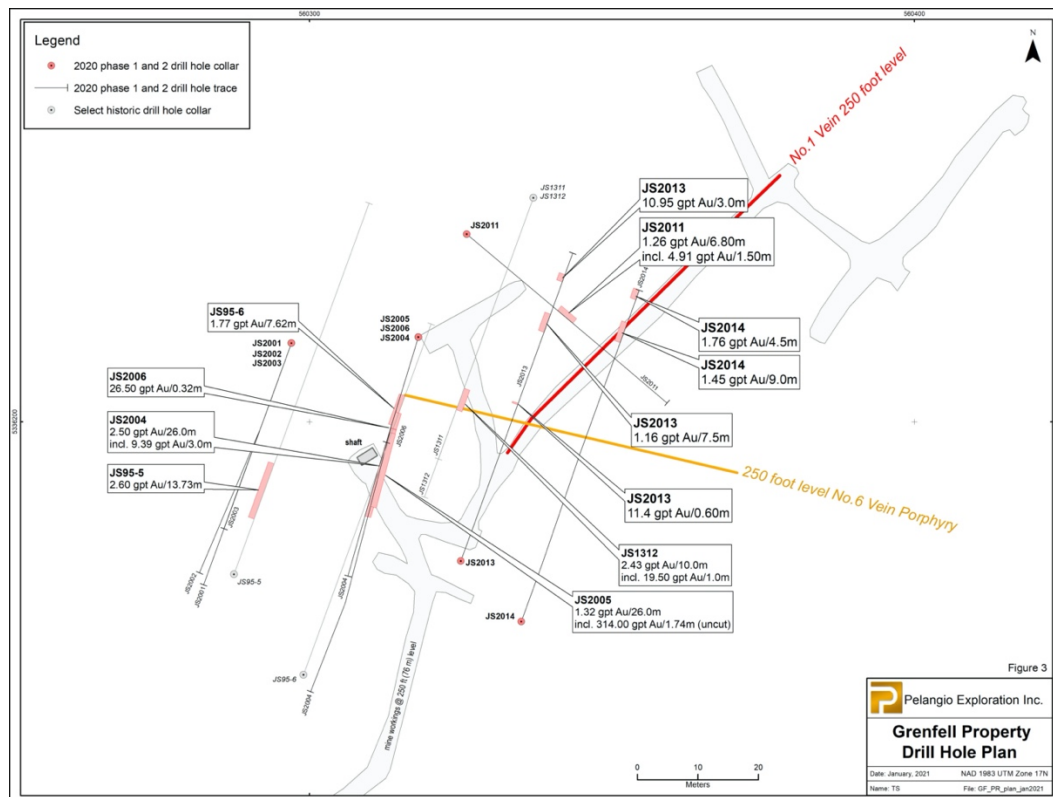 560300
560400
5336200
Legend
2020 phase 1 and 2 drill hole collar
2020 phase 1 and 2 drill hole trace
Select historic drill hole collar
N
No.1 Vein 250 foot level
JS1311
JS1312
JS2011
JS2013
10.95 gpt Au/3.0m
JS2011
1.26 gpt Au/6.80m
incl. 4.91 gpt Au/1.50m
JS2014
JS95-6
1.77 gpt Au/7.62m
JS2005
JS2006
JS2004
JS2001
JS2002
JS2003
JS2014
1.76 gpt Au/4.5m
JS2014
1.45 gpt Au/9.0m
JS2006
26.50 gpt Au/0.32m
JS2013
JS2011
JS2004
2.50 gpt Au/26.0m
incl. 9.39 gpt Au/3.0m
shaft
JS2006
JS1311
JS1312
JS2013
1.16 gpt Au/7.5m
JS95-5
2.60 gpt Au/13.73m
250 foot level No.6 Vein Porphyry
JS2013
11.4 gpt Au/0.60m
JS2003
JS2002
JS2001
JS95-5
JS2004
JS2013
JS1312
2.43 gpt Au/10.0m
incl. 19.50 gpt Au/1.0m
JS2005
1.32 gpt Au/26.0m
incl. 314.00 gpt Au/1.74m (uncut)
JS2014
JS95-6
JS2004
mine workings @ 250 ft (76 m) level
Figure 3
Pelangio Exploration Inc.
Grenfell Property
Drill Hole Plan
Date: January, 2021 NAD 1983 UTM Zone 17N
Name: TS File: GF_PR_plan_jan2021
0 10 20
Meters